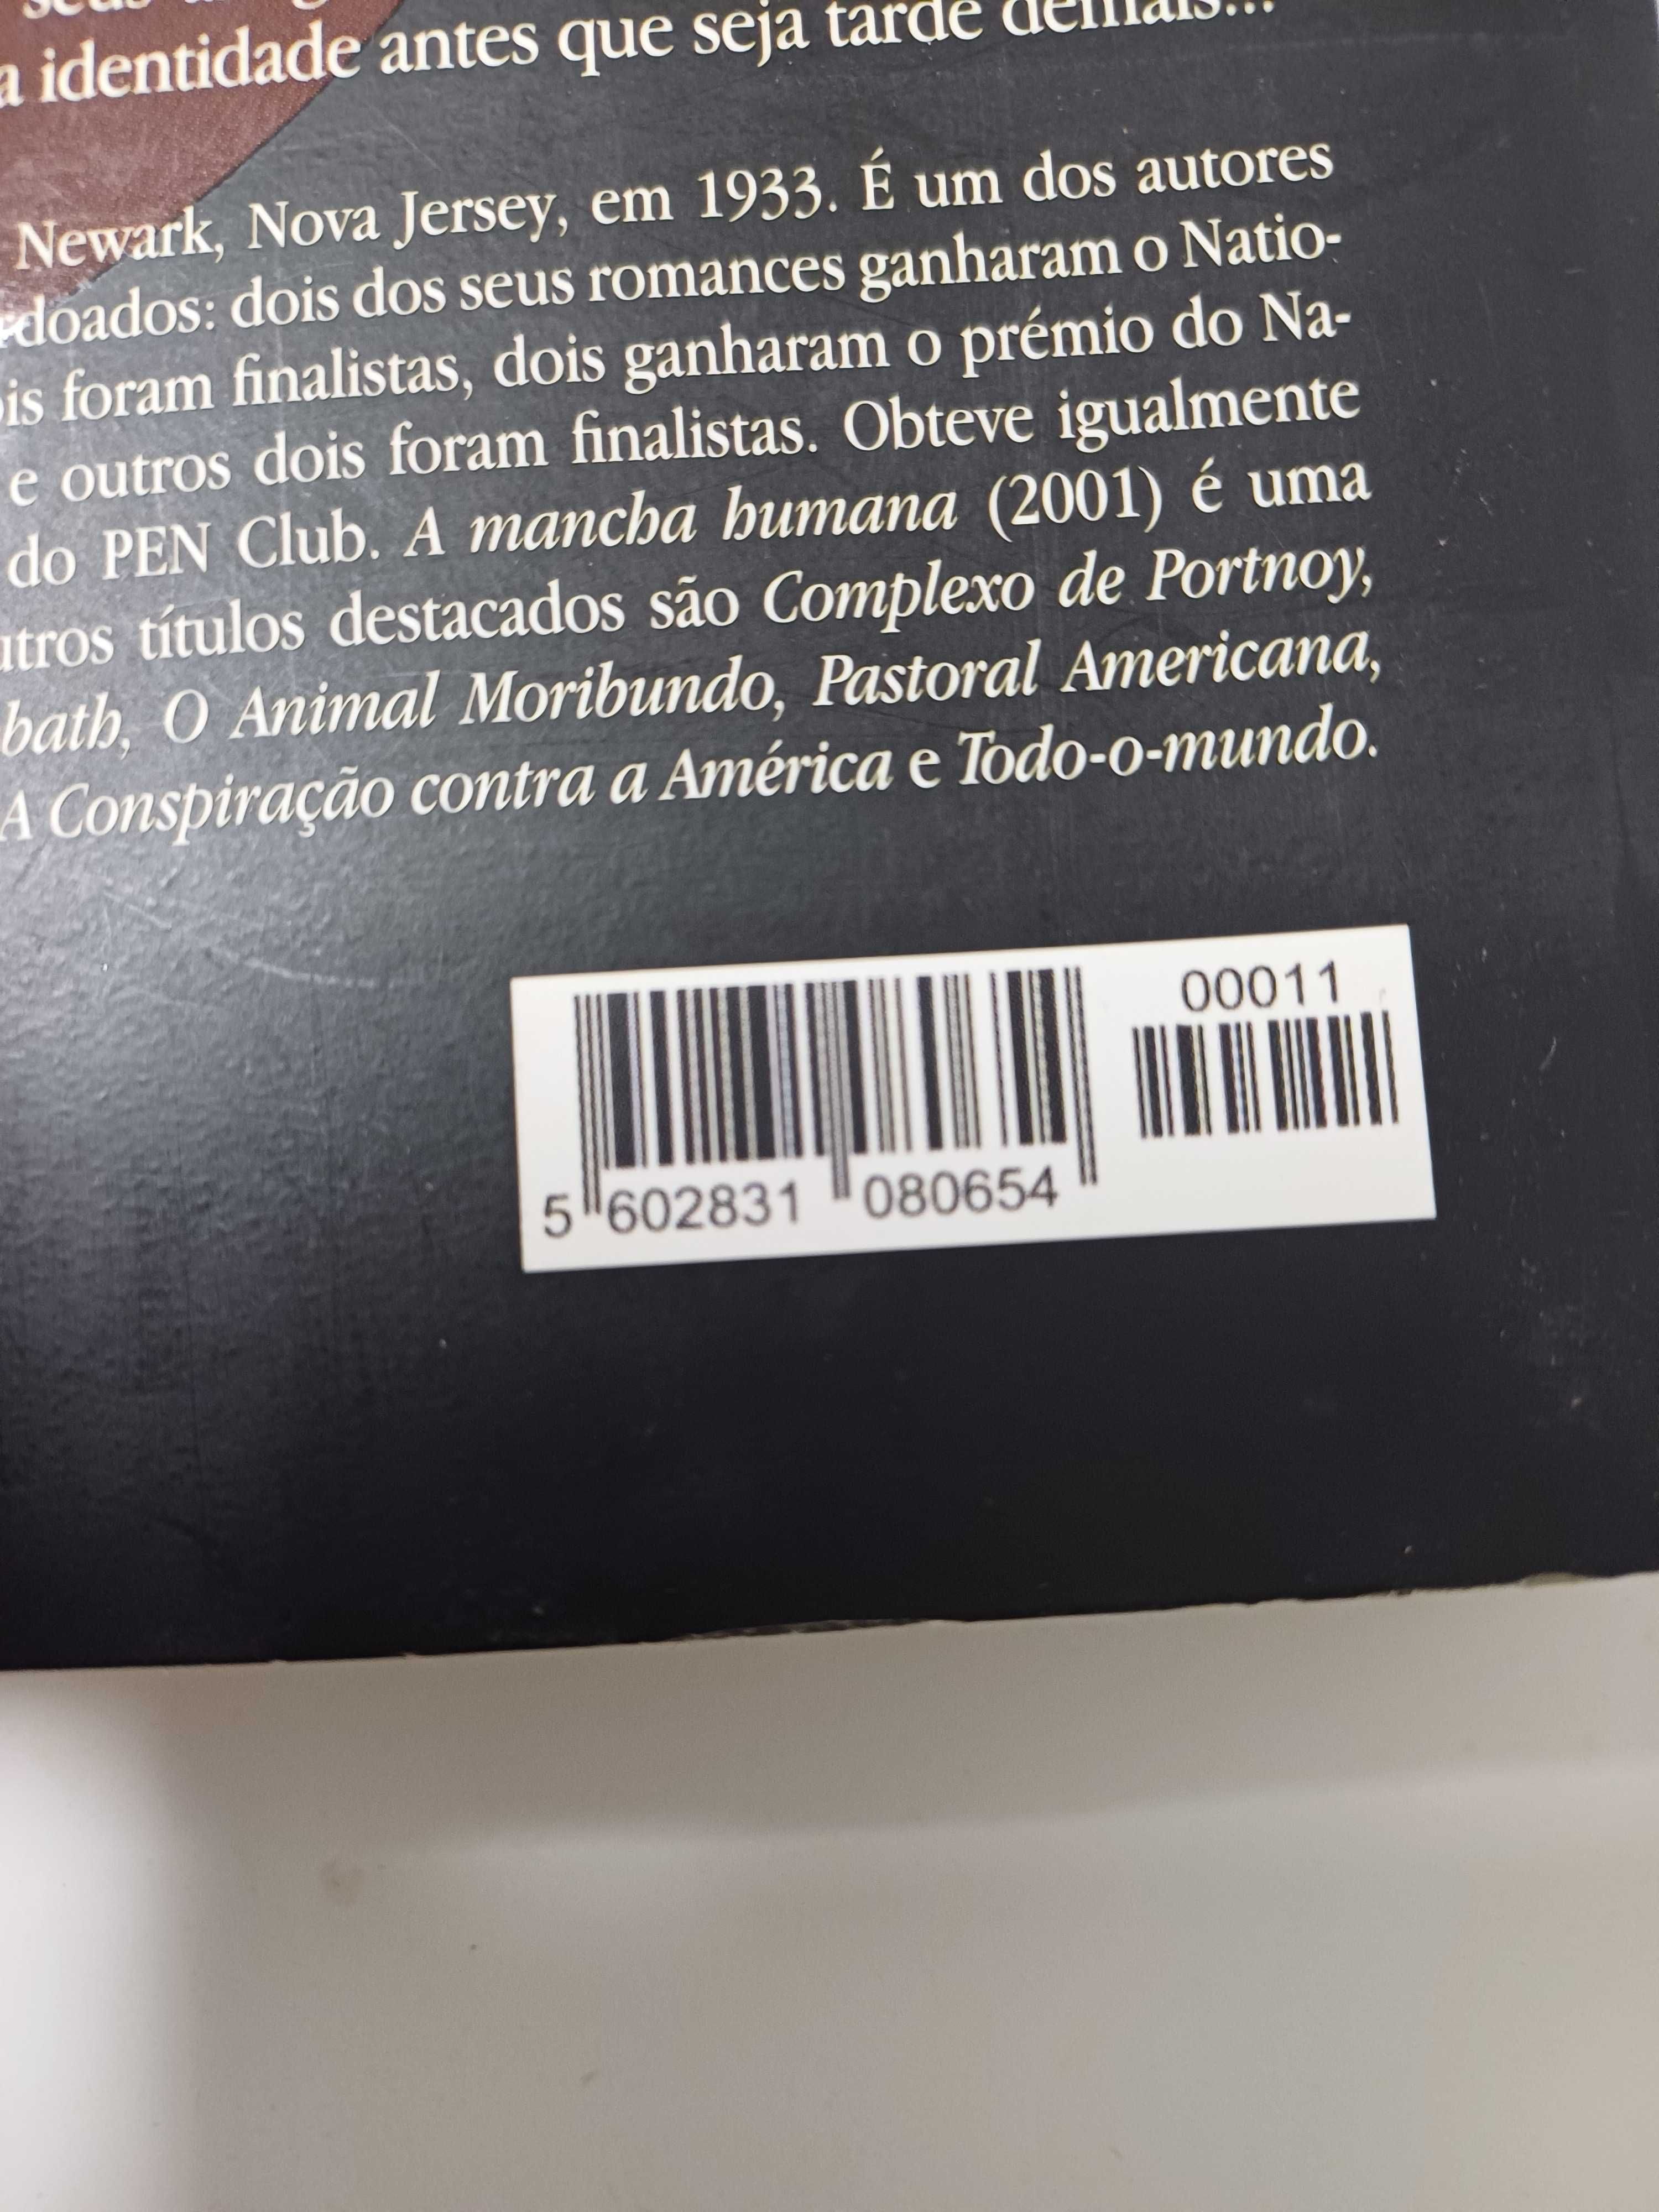 a identidade antes que seja tarde demais...
Newark, Nova Jersey, em 1933. É um dos autores
doados: dois dos seus romances ganharam o Natio-
is foram finalistas, dois ganharam o prémio do Na-
e outros dois foram finalistas. Obteve igualmente
do PEN Club. A mancha humana (2001) é uma
utros títulos destacados são Complexo de Portnoy,
bath, O Animal Moribundo, Pastoral Americana,
A Conspiração contra a América e Todo-o-mundo.
00011
5 602831 080654